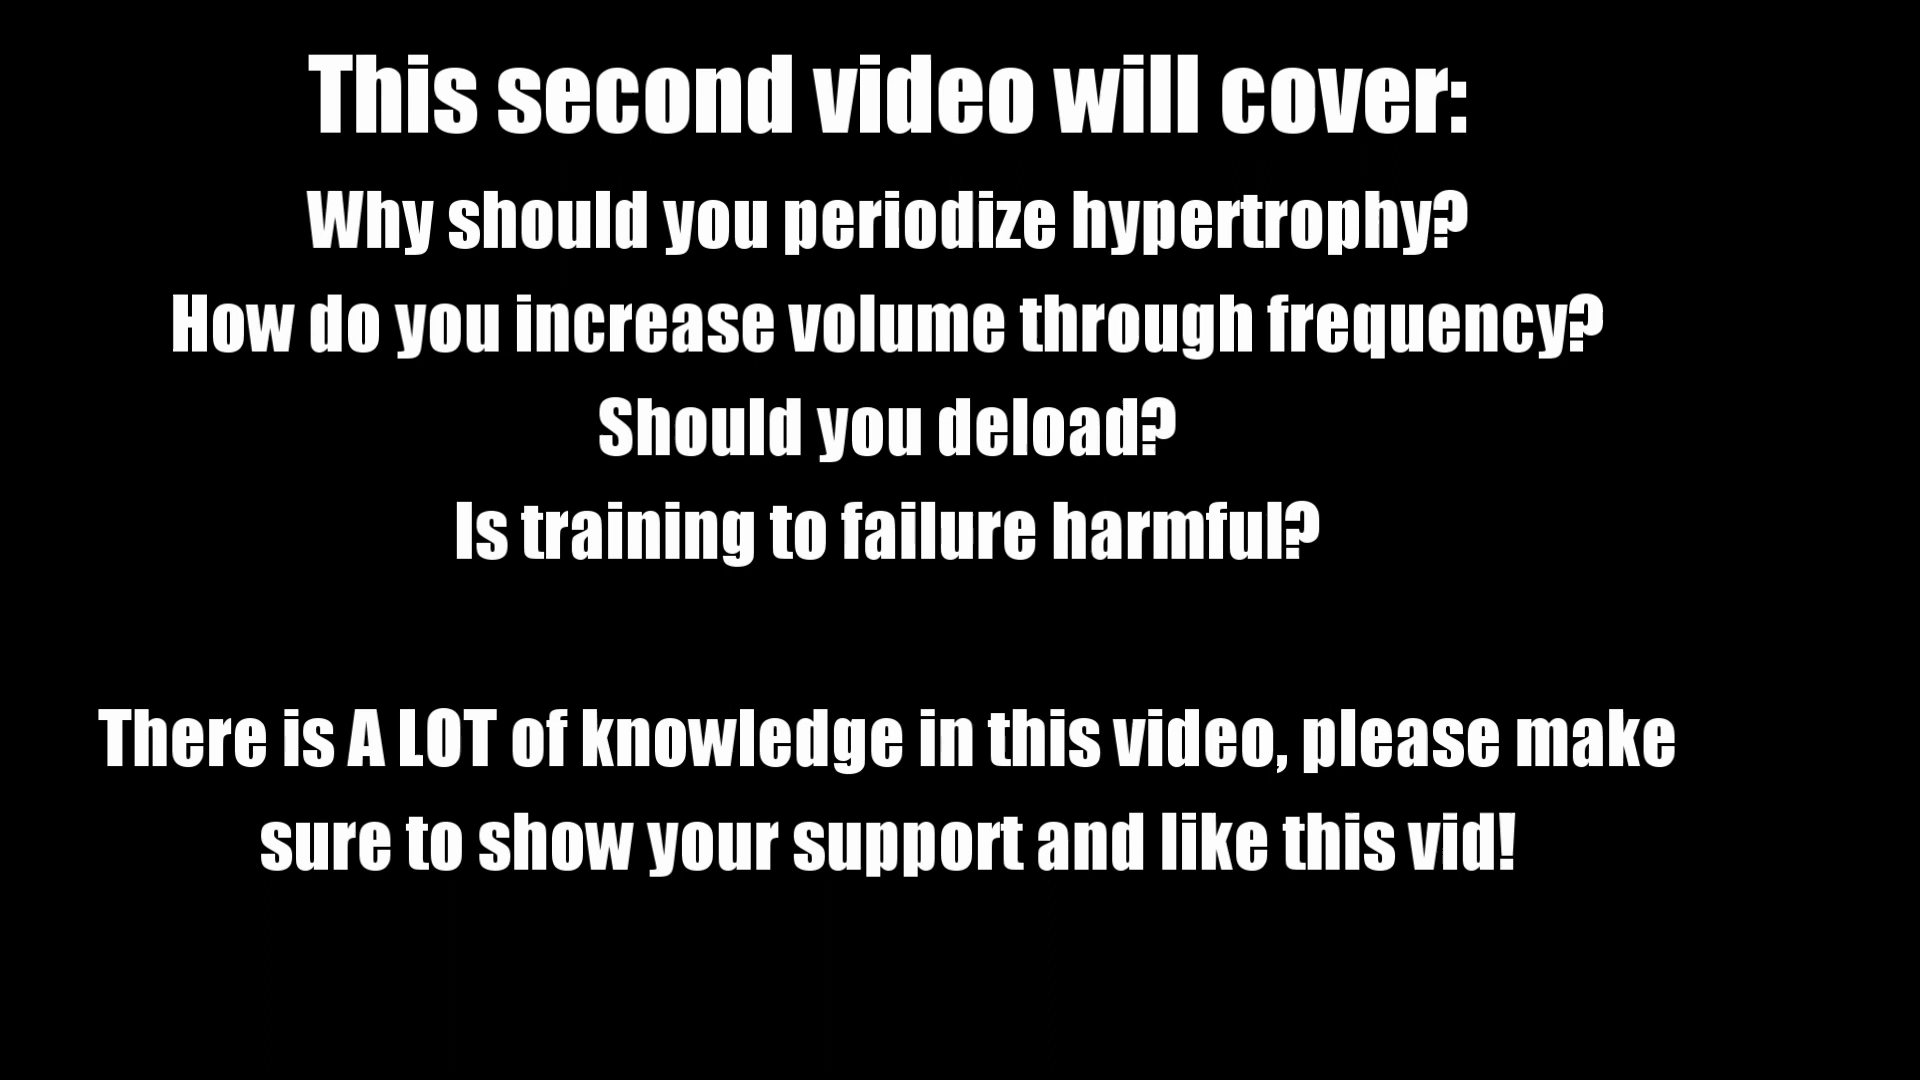 This second video will cover:
Why should you periodize hypertrophy?
How do you increase volume through frequency?
Should you deload?
Is training to failure harmful?
There is A LOT of knowledge in this video, please make
sure to show your support and like this vid!